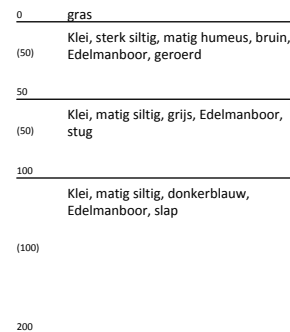 0 gras
Klei, sterk siltig, matig humeus, bruin,
(50) Edelmanboor, geroerd
50
Klei, matig siltig, grijs, Edelmanboor,
(50) stug
100
Klei, matig siltig, donkerblauw,
Edelmanboor, slap
(100)
200